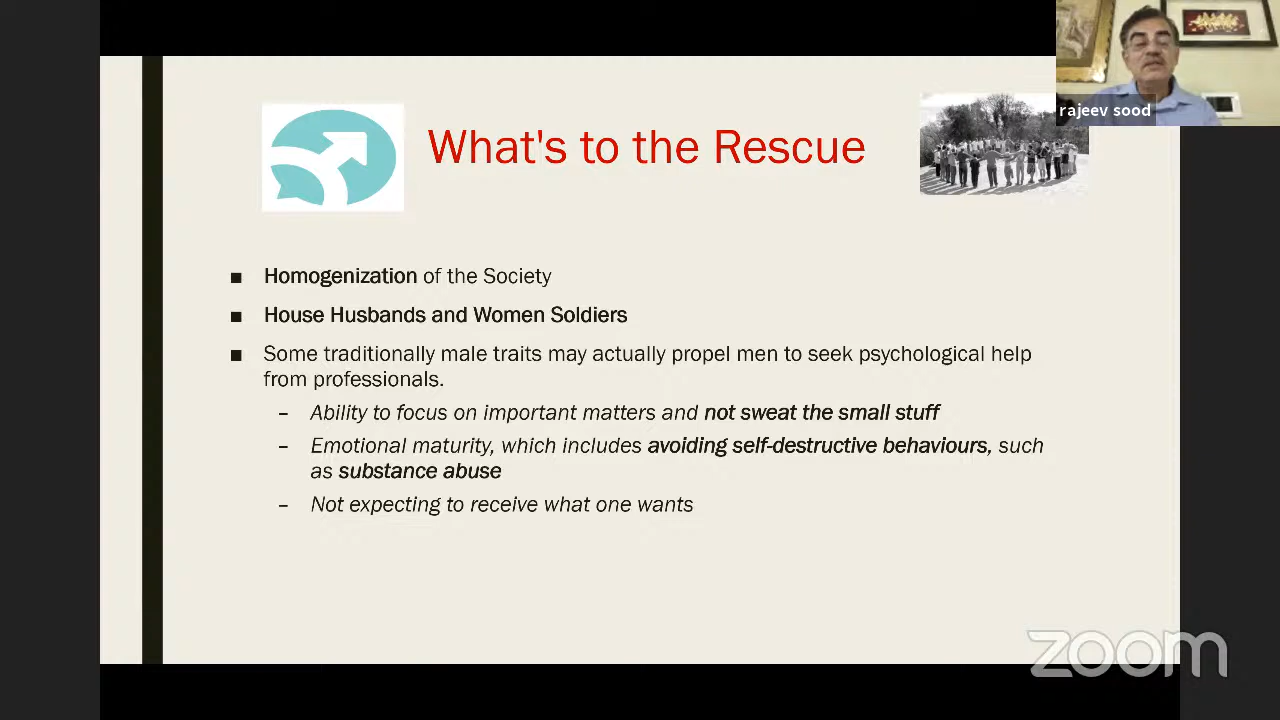 rajeev sood
What's to the Rescue
■ Homogenization of the Society
■ House Husbands and Women Soldiers
■ Some traditionally male traits may actually propel men to seek psychological help
from professionals.
– Ability to focus on important matters and not sweat the small stuff
– Emotional maturity, which includes avoiding self-destructive behaviours, such
as substance abuse
– Not expecting to receive what one wants
zoom